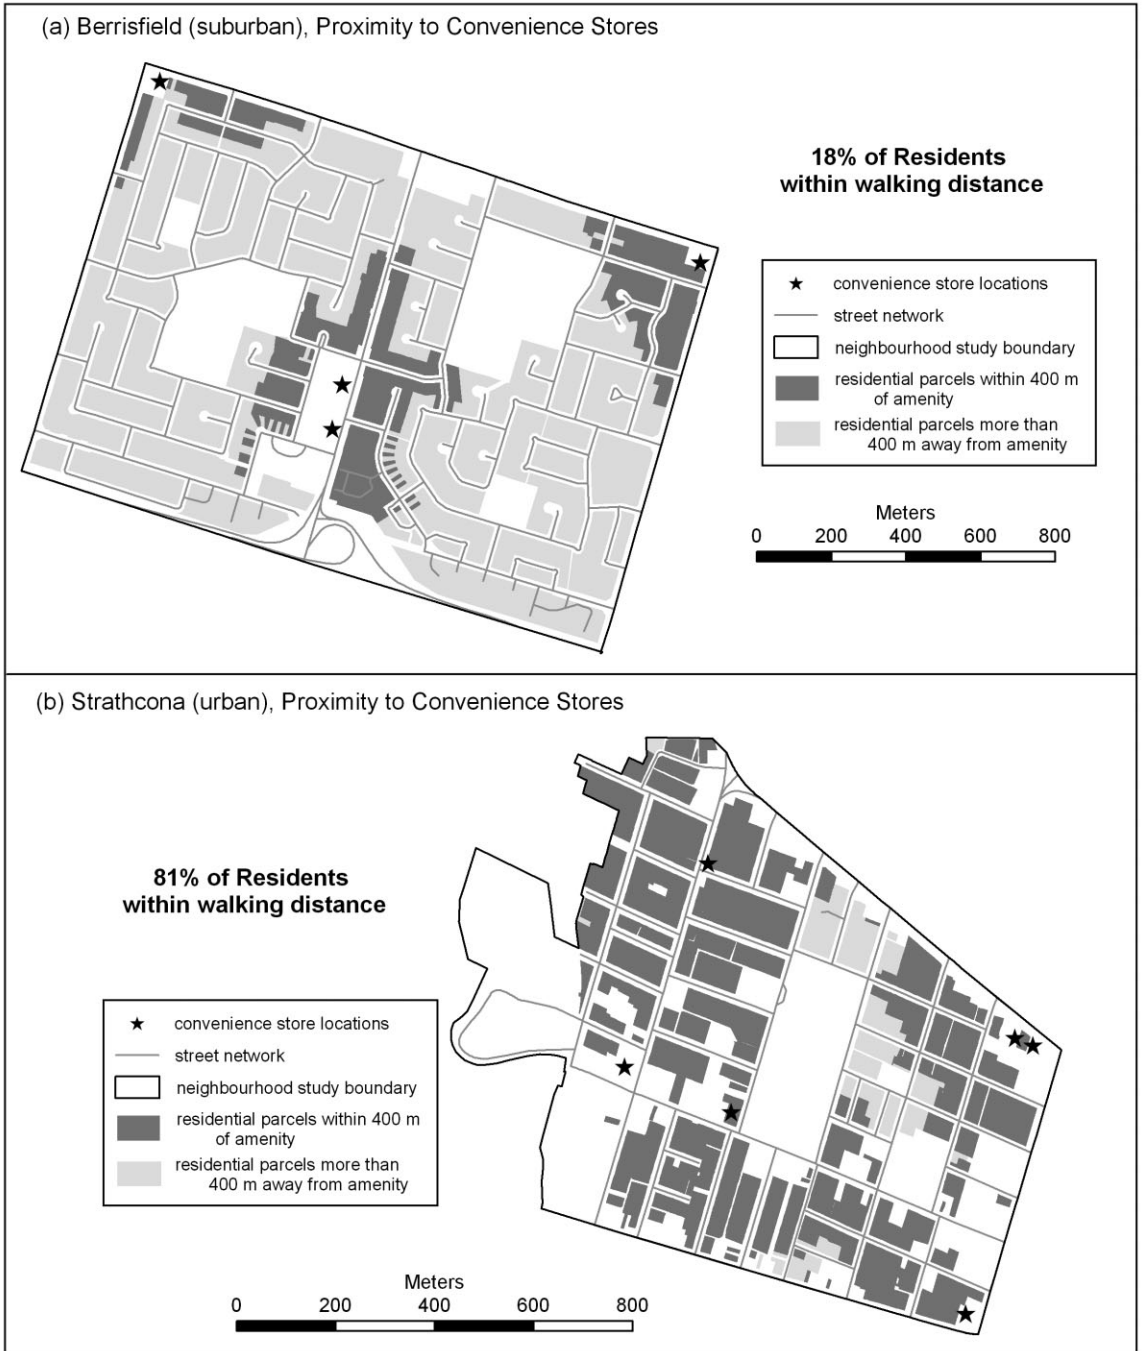 (a) Berrisfield (suburban), Proximity to Convenience Stores
18% of Residents
within walking distance
convenience store locations
street network
neighbourhood study boundary
residential parcels within 400 m
of amenity
residential parcels more than
400 m away from amenity
Meters
0 200 400 600 800
(b) Strathcona (urban), Proximity to Convenience Stores
81% of Residents
within walking distance
convenience store locations
street network
neighbourhood study boundary
residential parcels within 400 m
of amenity
residential parcels more than
400 m away from amenity
Meters
0 200 400 600 800